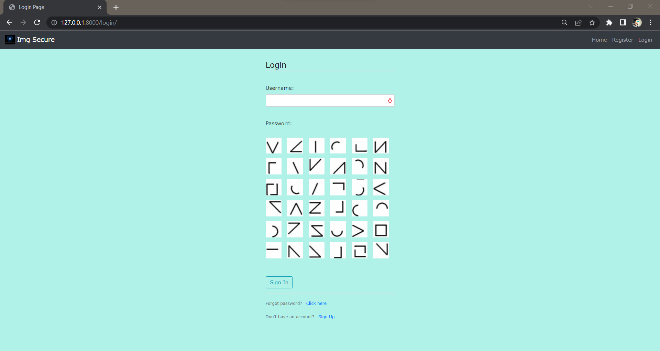 Login Page
127.0.0.1:8000/login/
Img Secure
Home Register Login
Login
Username:
Password:
Sign In
Forgot password? Click here
Don't have an account? Sign Up